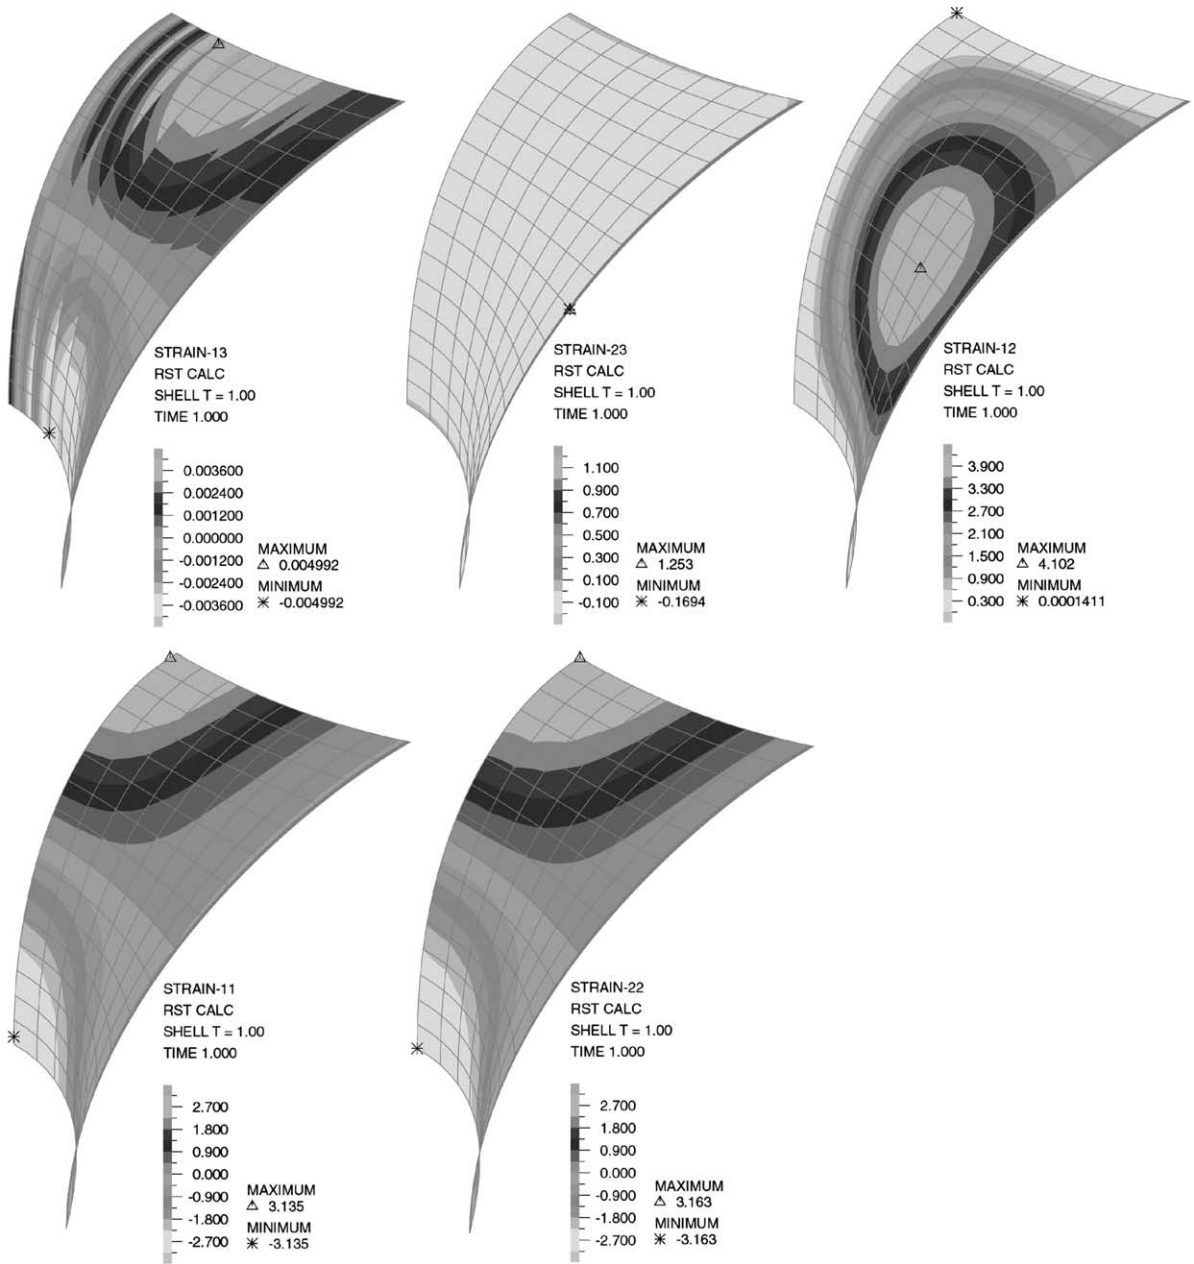 STRAIN-13
RST CALC
SHELL T = 1.00
TIME 1.000
0.003600
0.002400
0.001200
0.000000
-0.001200
-0.002400
-0.003600
MAXIMUM
△ 0.004992
MINIMUM
✳ -0.004992
STRAIN-23
RST CALC
SHELL T = 1.00
TIME 1.000
1.100
0.900
0.700
0.500
0.300
0.100
-0.100
MAXIMUM
△ 1.253
MINIMUM
✳ -0.1694
STRAIN-12
RST CALC
SHELL T = 1.00
TIME 1.000
3.900
3.300
2.700
2.100
1.500
0.900
0.300
MAXIMUM
△ 4.102
MINIMUM
✳ 0.0001411
STRAIN-11
RST CALC
SHELL T = 1.00
TIME 1.000
2.700
1.800
0.900
0.000
-0.900
-1.800
-2.700
MAXIMUM
△ 3.135
MINIMUM
✳ -3.135
STRAIN-22
RST CALC
SHELL T = 1.00
TIME 1.000
2.700
1.800
0.900
0.000
-0.900
-1.800
-2.700
MAXIMUM
△ 3.163
MINIMUM
✳ -3.163